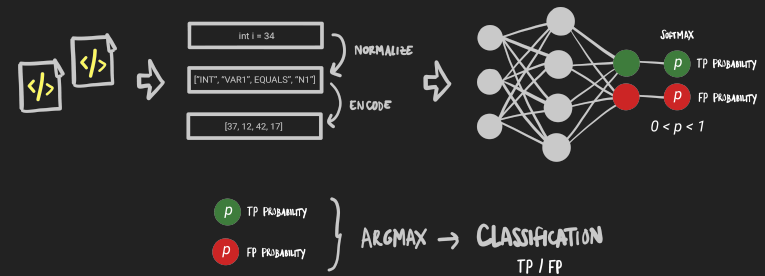 </>
</>
int i = 34
NORMALIZE
["INT", "VAR1", EQUALS", "N1"]
ENCODE
[37, 12, 42, 17]
SOFTMAX
p TP PROBABILITY
p FP PROBABILITY
0 < p < 1
p TP PROBABILITY
p FP PROBABILITY
ARGMAX → CLASSIFICATION
TP / FP